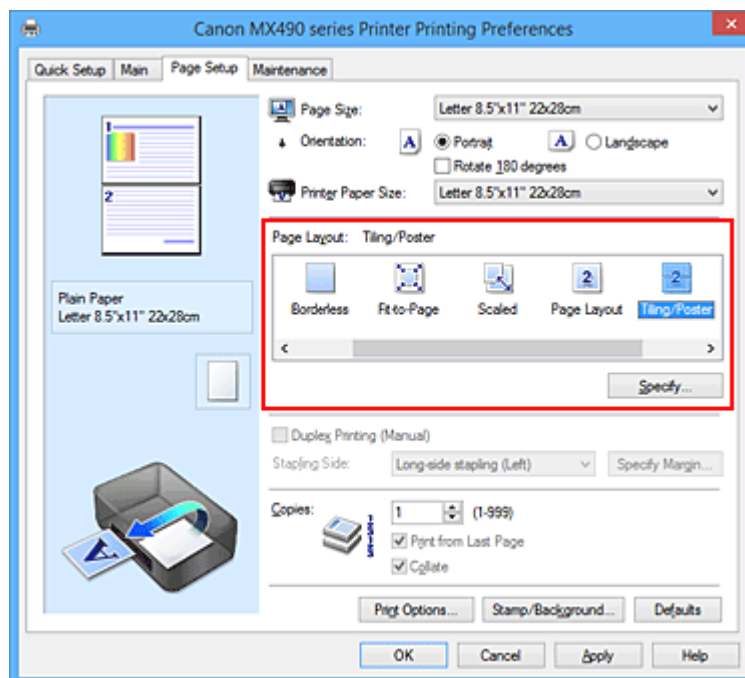 Canon MX490 series Printer Printing Preferences
Quick Setup Main Page Setup Maintenance
1
2
Plain Paper
Letter 8.5"x11" 22x28cm
Page Size: Letter 8.5"x11" 22x28cm
Orientation: A Portrait A Landscape
Rotate 180 degrees
Printer Paper Size: Letter 8.5"x11" 22x28cm
Page Layout: Tiling/Poster
2 2
Borderless Fit-to-Page Scaled Page Layout Tiling/Poster
Specify...
Duplex Printing (Manual)
Stapling Side: Long-side stapling (Left) Specify Margin...
Copies: 1 (1-999)
Print from Last Page
Collate
A
Print Options... Stamp/Background... Defaults
OK Cancel Apply Help